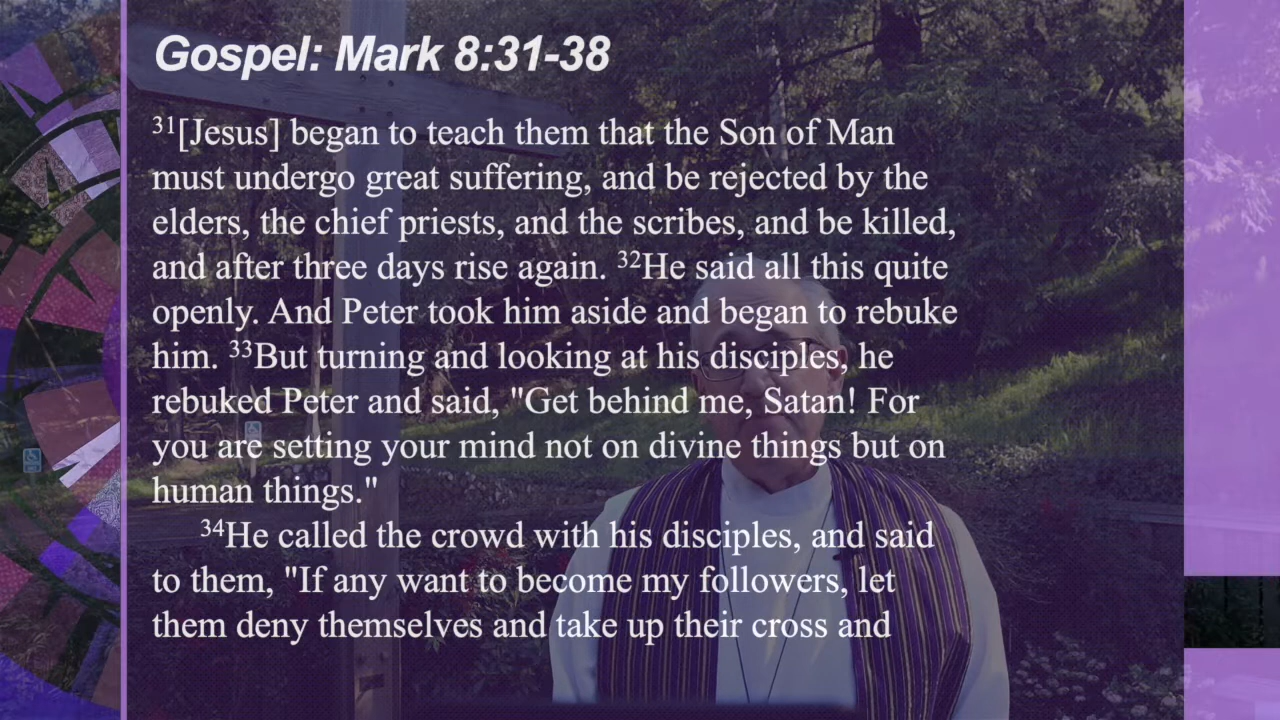 Gospel: Mark 8:31-38
31[Jesus] began to teach them that the Son of Man
must undergo great suffering, and be rejected by the
elders, the chief priests, and the scribes, and be killed,
and after three days rise again. 32He said all this quite
openly. And Peter took him aside and began to rebuke
him. 33But turning and looking at his disciples, he
rebuked Peter and said, "Get behind me, Satan! For
you are setting your mind not on divine things but on
human things."
34He called the crowd with his disciples, and said
to them, "If any want to become my followers, let
them deny themselves and take up their cross and